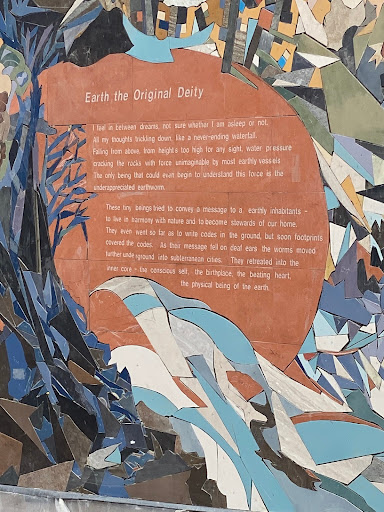 Earth the Original Deity
I feel in between dreams, not sure whether I am asleep or not.
All my thoughts trickling down, like a never-ending waterfall.
Falling from above, from heights too high for any sight, water pressure
cracking the rocks with force unimaginable by most earthly vessels
The only being that could even begin to understand this force is the
underappreciated earthworm.
These tiny beings tried to convey a message to a earthly inhabitants -
to live in harmony with nature and to become stewards of our home.
They even went so far as to write codes in the ground, but soon footprints
covered the codes. As their message fell on deaf ears the worms moved
further underground into subterranean cities. They retreated into the
inner core - the conscious self, the birthplace, the beating heart,
the physical being of the earth.